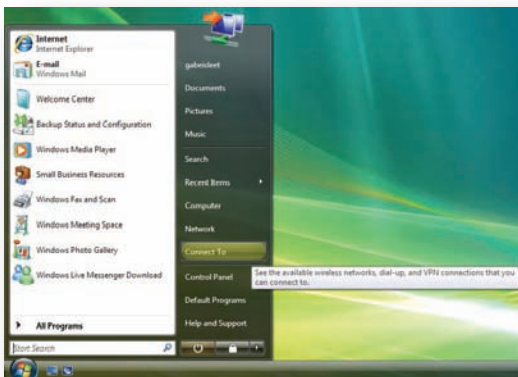 Internet
Internet Explorer
E-mail
Windows Mail
Welcome Center
Backup Status and Configuration
Windows Media Player
Small Business Resources
Windows Fax and Scan
Windows Meeting Space
Windows Photo Gallery
Windows Live Messenger Download
All Programs
Start Search
gabeisleet
Documents
Pictures
Music
Search
Recent Items
Computer
Network
Connect To
Control Panel
Default Programs
Help and Support
See the available wireless networks, dial-up, and VPN connections that you
can connect to.